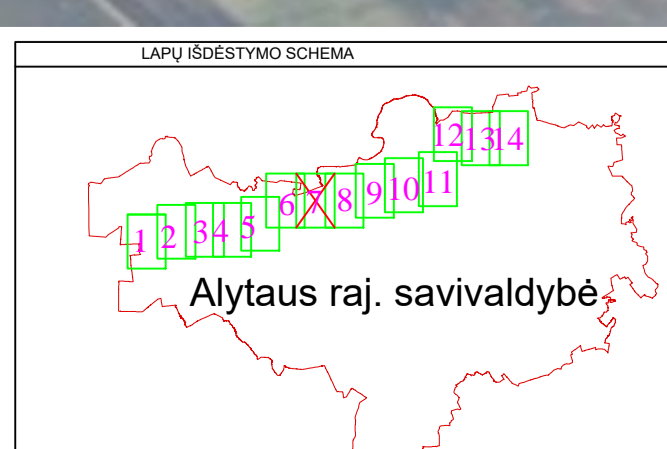 LAPŲ IŠDĖSTYMO SCHEMA
1 2 3 4 5 6 7 8 9 10 11 12 13 14
Alytaus raj. savivaldybė